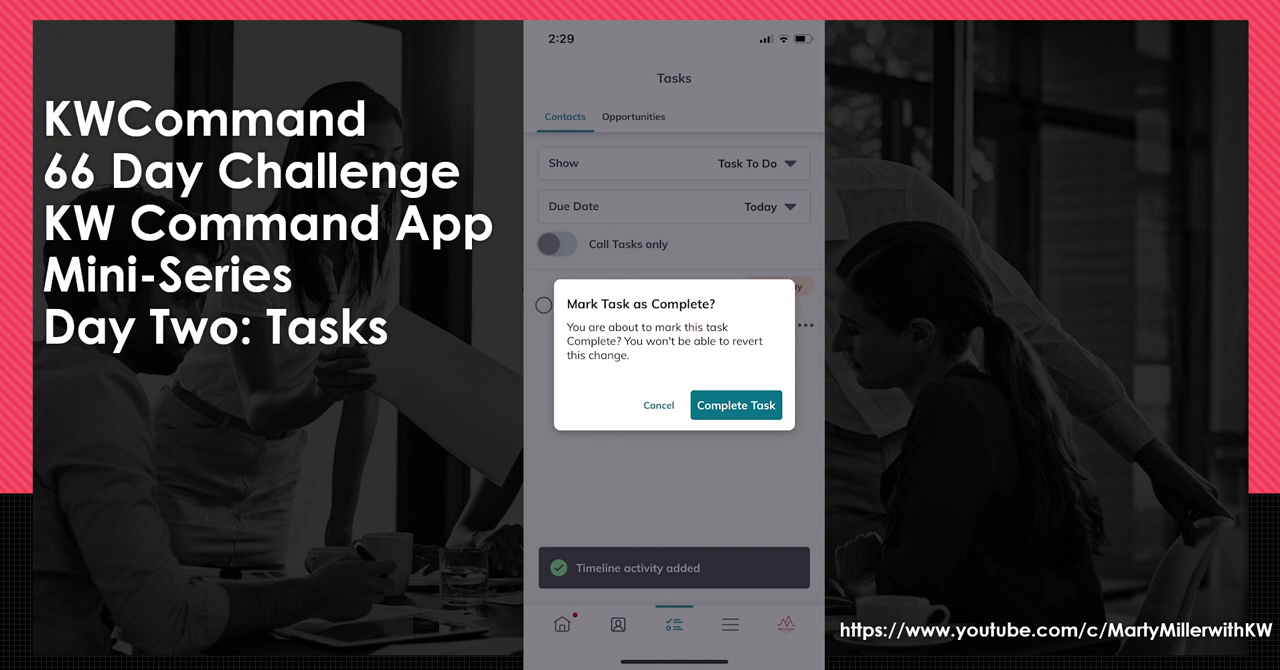 KWCommand
66 Day Challenge
KW Command App
Mini-Series
Day Two: Tasks
2:29
Tasks
Contacts Opportunities
Show Task To Do
Due Date Today
Call Tasks only
Mark Task as Complete?
You are about to mark this task
Complete? You won't be able to revert
this change.
Cancel Complete Task
Timeline activity added
https://www.youtube.com/c/MartyMillerwithKW